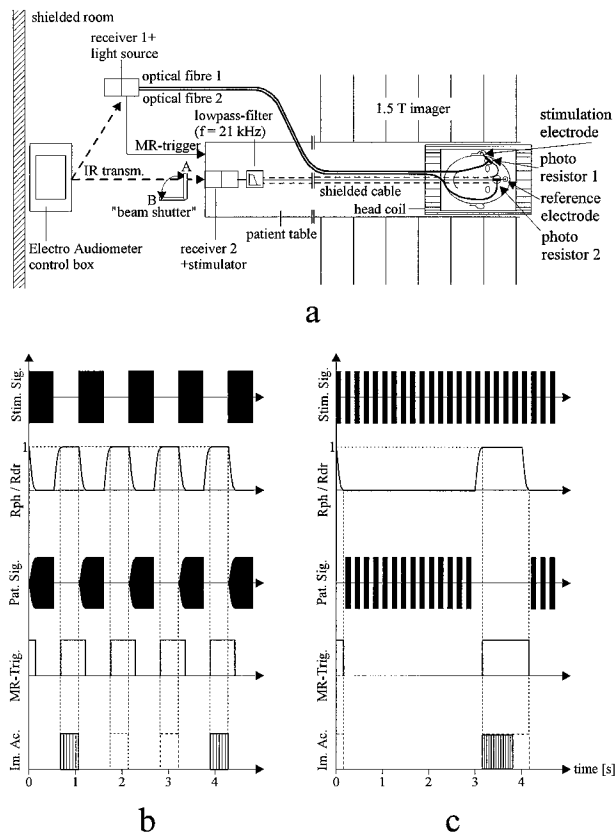 shielded room
receiver 1+
light source
optical fibre 1
optical fibre 2
lowpass-filter
(f = 21 kHz)
1.5 T imager
stimulation
electrode
photo
resistor 1
reference
electrode
photo
resistor 2
MR-trigger
IR transm.
A
B
"beam shutter"
shielded cable
head coil
patient table
Electro Audiometer
control box
receiver 2
+stimulator
a
Stim. Sig.
Rph / Rdr
1
Pat. Sig.
MR-Trig.
Im. Ac.
0 1 2 3 4
b
Stim. Sig.
Rph / Rdr
1
Pat. Sig.
MR-Trig.
Im. Ac.
0 1 2 3 4 time [s]
c